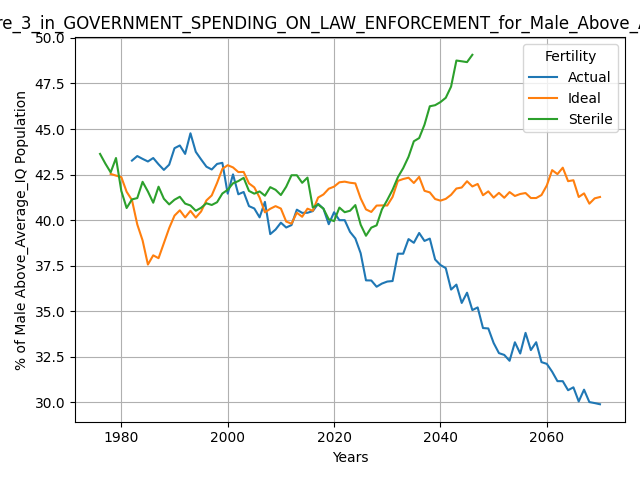 re_3_in_GOVERNMENT_SPENDING_ON_LAW_ENFORCEMENT_for_Male_Above_A
50.0
47.5
45.0
42.5
40.0
37.5
35.0
32.5
30.0
% of Male Above_Average_IQ Population
Fertility
Actual
Ideal
Sterile
1980
2000
2020
2040
2060
Years